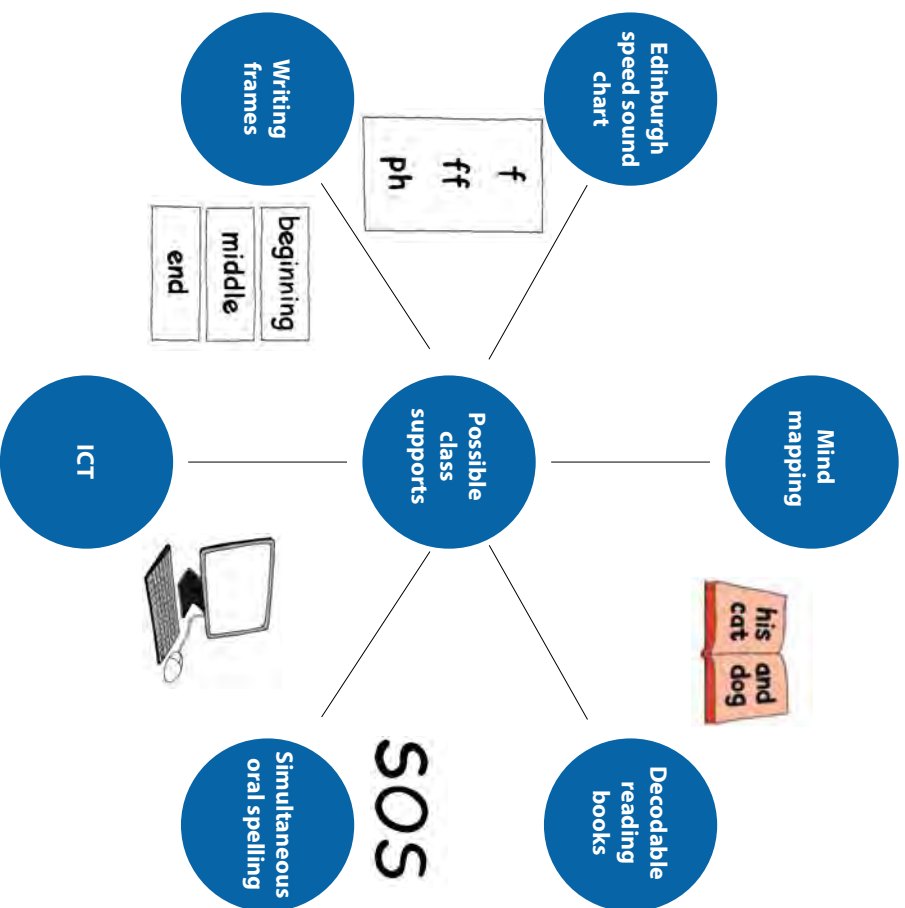 Mind
mapping
his and
cat dog
Edinburgh
speed sound
chart
Decodable
reading
books
f
ff
ph
Possible
class
supports
SOS
Writing
frames
beginning
middle
end
Simultaneous
oral spelling
ICT